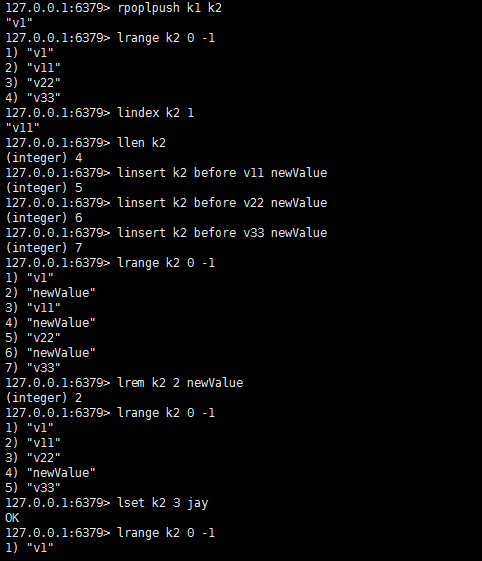 127.0.0.1:6379> rpoplpush k1 k2
"v1"
127.0.0.1:6379> lrange k2 0 -1
1) "v1"
2) "v11"
3) "v22"
4) "v33"
127.0.0.1:6379> lindex k2 1
"v11"
127.0.0.1:6379> llen k2
(integer) 4
127.0.0.1:6379> linsert k2 before v11 newValue
(integer) 5
127.0.0.1:6379> linsert k2 before v22 newValue
(integer) 6
127.0.0.1:6379> linsert k2 before v33 newValue
(integer) 7
127.0.0.1:6379> lrange k2 0 -1
1) "v1"
2) "newValue"
3) "v11"
4) "newValue"
5) "v22"
6) "newValue"
7) "v33"
127.0.0.1:6379> lrem k2 2 newValue
(integer) 2
127.0.0.1:6379> lrange k2 0 -1
1) "v1"
2) "v11"
3) "v22"
4) "newValue"
5) "v33"
127.0.0.1:6379> lset k2 3 jay
OK
127.0.0.1:6379> lrange k2 0 -1
1) "v1"